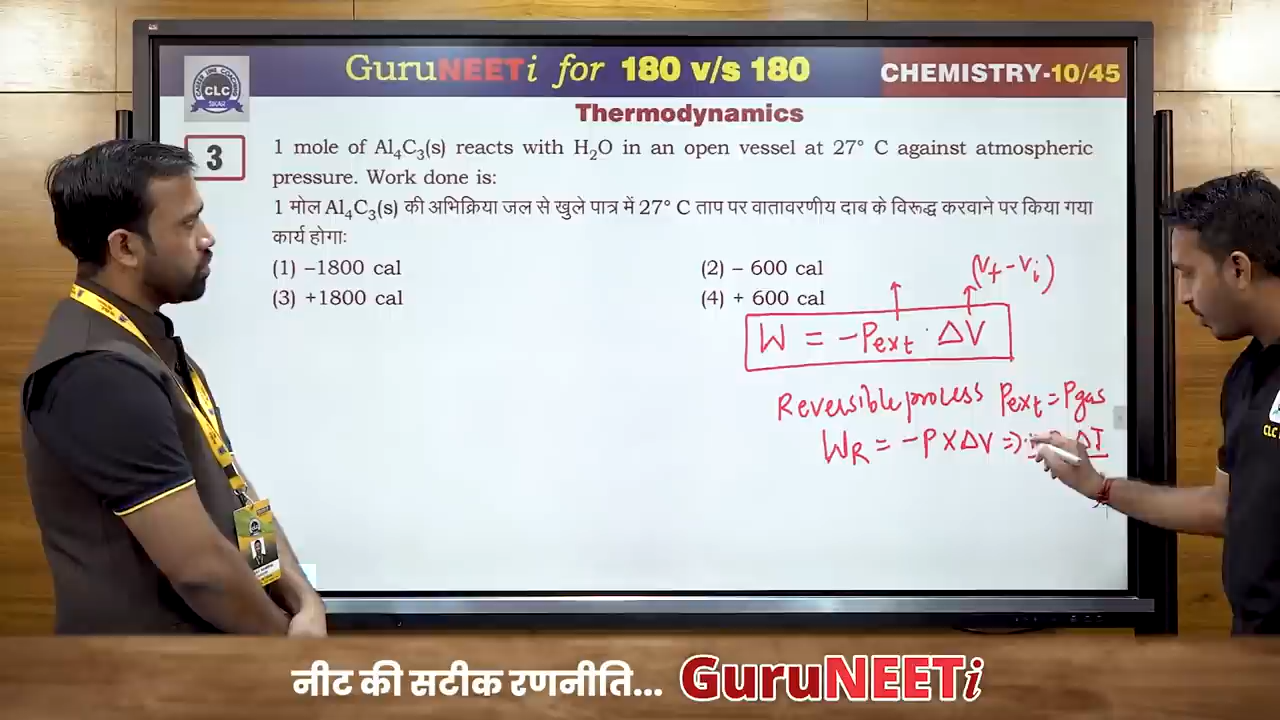 GuruNEETi for 180 v/s 180
CHEMISTRY-10/45
CLC
SIKAR
Thermodynamics
3
1 mole of Al₄C₃(s) reacts with H₂O in an open vessel at 27° C against atmospheric
pressure. Work done is:
1 मोल Al₄C₃(s) की अभिक्रिया जल से खुले पात्र में 27° C ताप पर वातावरणीय दाब के विरूद्ध करवाने पर किया गया
कार्य होगाः
(1) –1800 cal
(2) – 600 cal
(3) +1800 cal
(4) + 600 cal
(Vf - Vi)
W = -Pext . ΔV
Reversible process Pext = Pgas
WR = -P X ΔV ⇒ ΔT
CLC
नीट की सटीक रणनीति... GuruNEETi